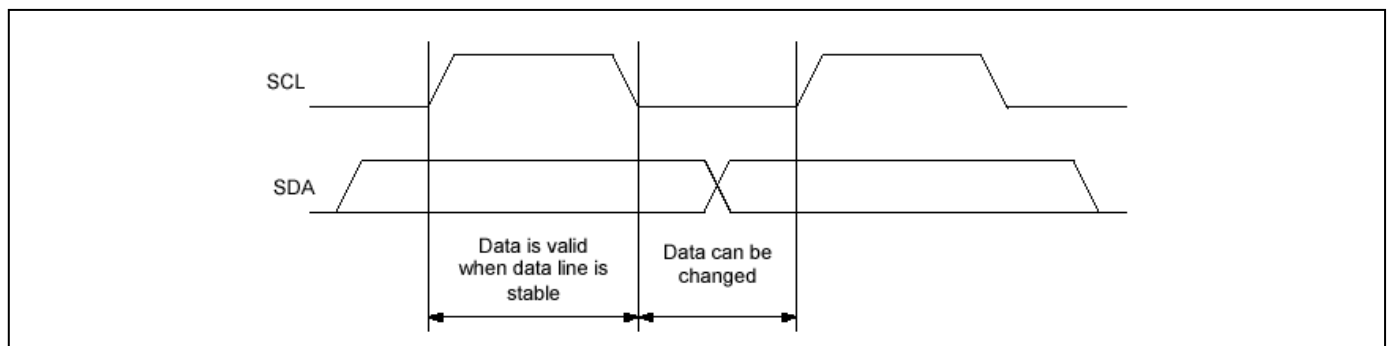 SCL
SDA
Data is valid
when data line is
stable
Data can be
changed